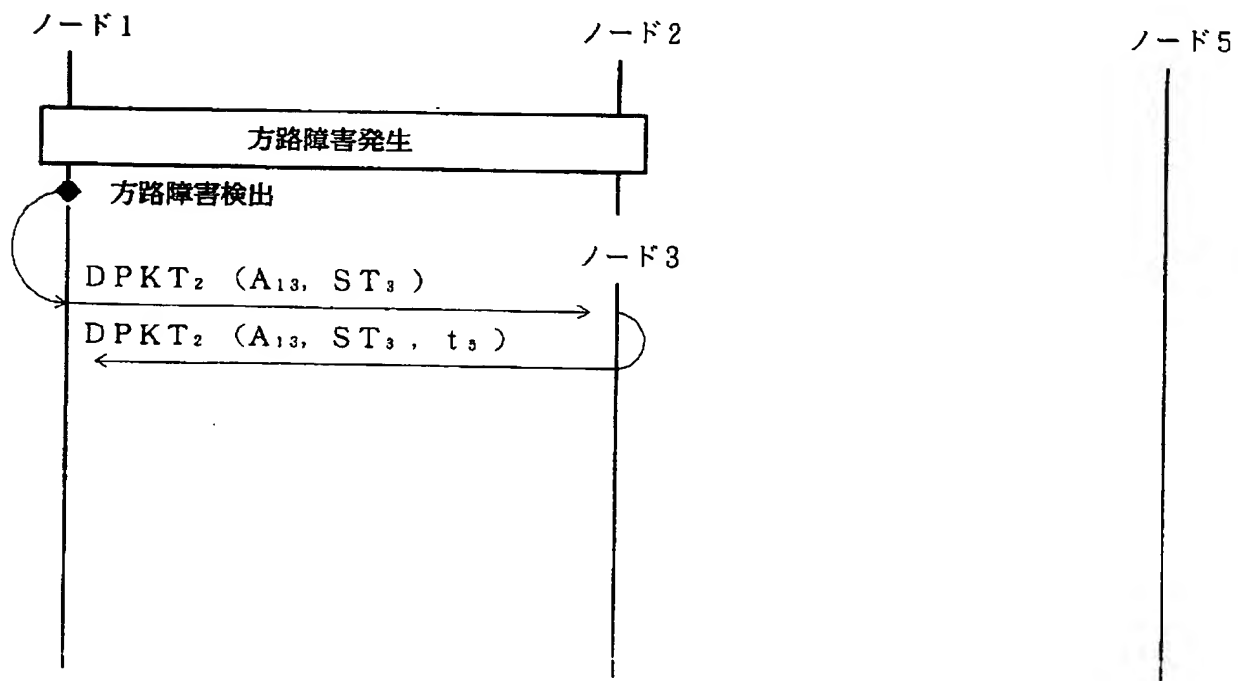 ノード1
ノード2
ノード5
方路障害発生
方路障害検出
ノード3
DPKT₂ (A₁₃, ST₃)
DPKT₂ (A₁₃, ST₃, t₅)